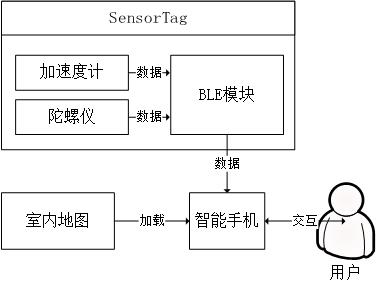 SensorTag
加速度计
数据
陀螺仪
数据
BLE模块
数据
室内地图
加载
智能手机
交互
用户